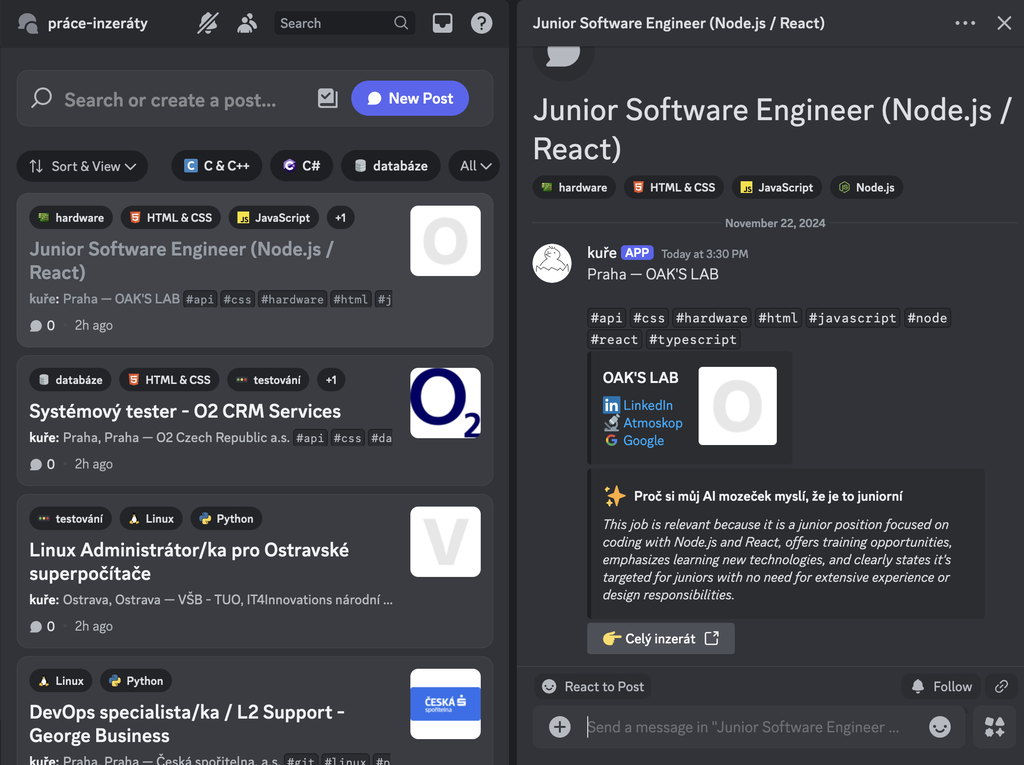 práce-inzeráty
Search
Search or create a post...
New Post
Sort & View
C & C++
C#
databáze
All
hardware
HTML & CSS
JavaScript
+1
Junior Software Engineer (Node.js /
React)
kuře: Praha — OAK'S LAB #api #css #hardware #html #j
0
2h ago
O
databáze
HTML & CSS
testování
+1
Systémový tester - O2 CRM Services
kuře: Praha, Praha — O2 Czech Republic a.s. #api #css #da
0
2h ago
O2
testování
Linux
Python
Linux Administrátor/ka pro Ostravské
superpočítače
kuře: Ostrava, Ostrava — VŠB - TUO, IT4Innovations národní ...
0
2h ago
V
Linux
Python
DevOps specialista/ka / L2 Support -
George Business
kuře: Praha, Praha — Česká spořitelna, a.s. #git #linux #p
ČESKÁ
spořitelna
Junior Software Engineer (Node.js / React)
Junior Software Engineer (Node.js /
React)
hardware
HTML & CSS
JavaScript
Node.js
November 22, 2024
kuře APP Today at 3:30 PM
Praha — OAK'S LAB
#api #css #hardware #html #javascript #node
#react #typescript
OAK'S LAB
LinkedIn
Atmoskop
Google
O
Proč si můj AI mozeček myslí, že je to juniorní
This job is relevant because it is a junior position focused on
coding with Node.js and React, offers training opportunities,
emphasizes learning new technologies, and clearly states it's
targeted for juniors with no need for extensive experience or
design responsibilities.
Celý inzerát
React to Post
Follow
Send a message in "Junior Software Engineer ...